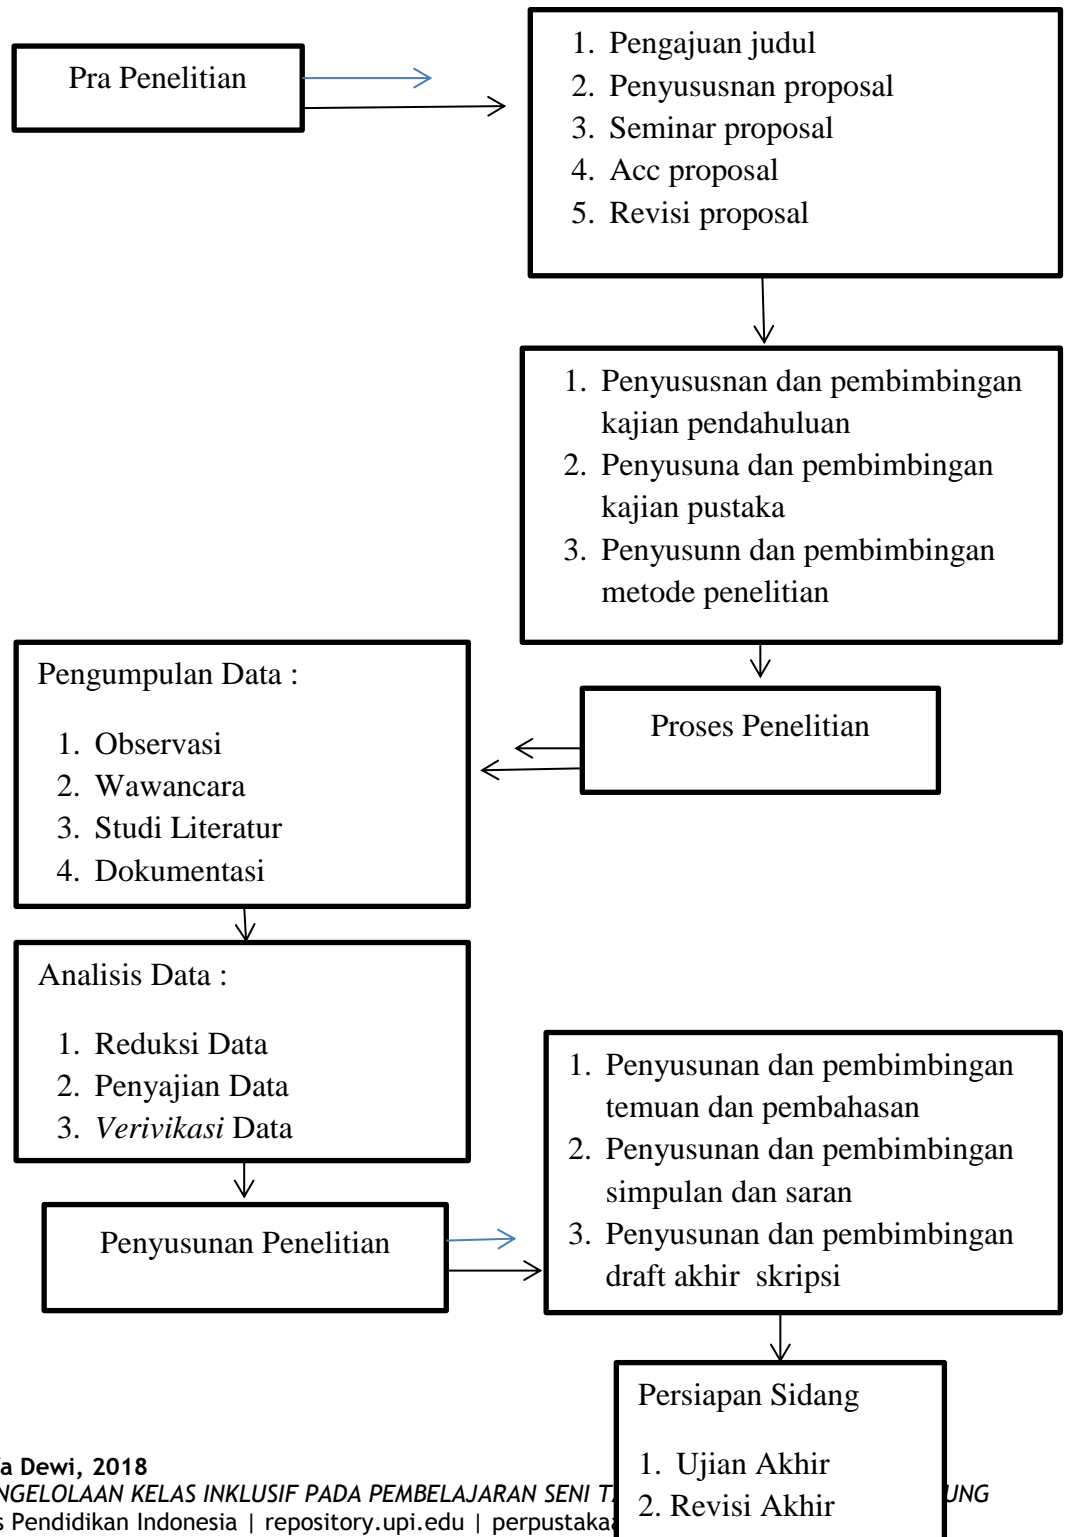 Pra Penelitian
1. Pengajuan judul
2. Penyususnan proposal
3. Seminar proposal
4. Acc proposal
5. Revisi proposal
1. Penyususnan dan pembimbingan
kajian pendahuluan
2. Penyusuna dan pembimbingan
kajian pustaka
3. Penyusunn dan pembimbingan
metode penelitian
Proses Penelitian
Pengumpulan Data :
1. Observasi
2. Wawancara
3. Studi Literatur
4. Dokumentasi
Analisis Data :
1. Reduksi Data
2. Penyajian Data
3. Verivikasi Data
Penyusunan Penelitian
1. Penyusunan dan pembimbingan
temuan dan pembahasan
2. Penyusunan dan pembimbingan
simpulan dan saran
3. Penyusunan dan pembimbingan
draft akhir skripsi
Persiapan Sidang
1. Ujian Akhir
2. Revisi Akhir
Dewi, 2018
KELAS INKLUSIF PADA PEMBELAJARAN SENI
Pendidikan Indonesia | repository.upi.edu |